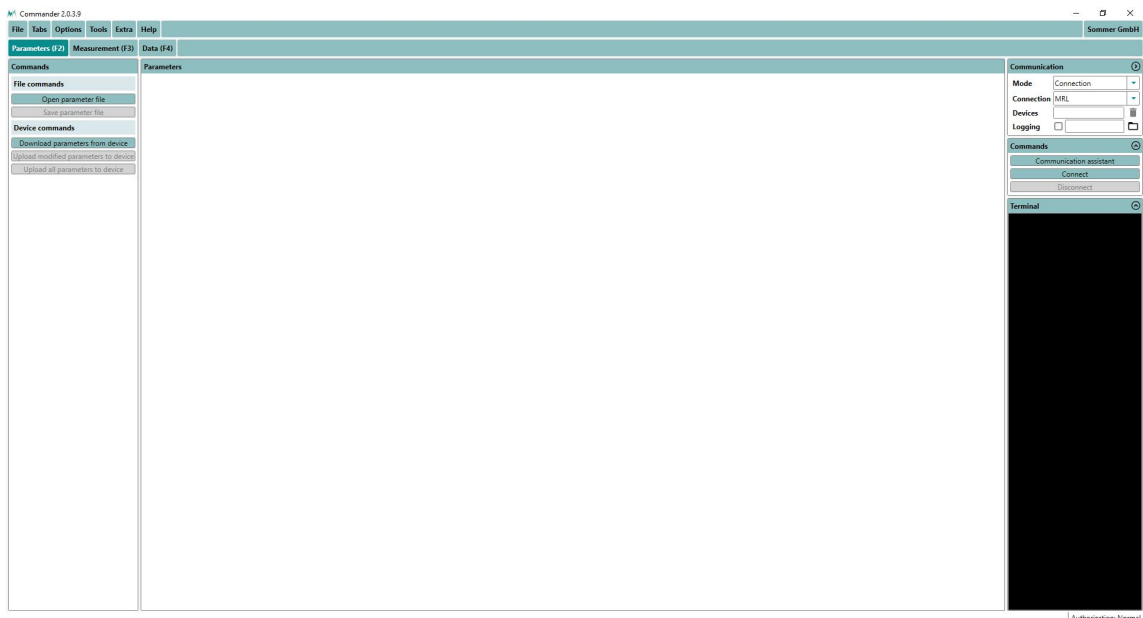 Commander 2.0.3.9
File Tabs Options Tools Extra Help Sommer GmbH
Parameters (F2) Measurement (F3) Data (F4)
Commands
File commands
Open parameter file
Save parameter file
Device commands
Download parameters from device
Upload modified parameters to device
Upload all parameters to device
Parameters
Communication
Mode Connection
Connection MRL
Devices
Logging
Commands
Communication assistant
Connect
Disconnect
Terminal
Authorization: Normal